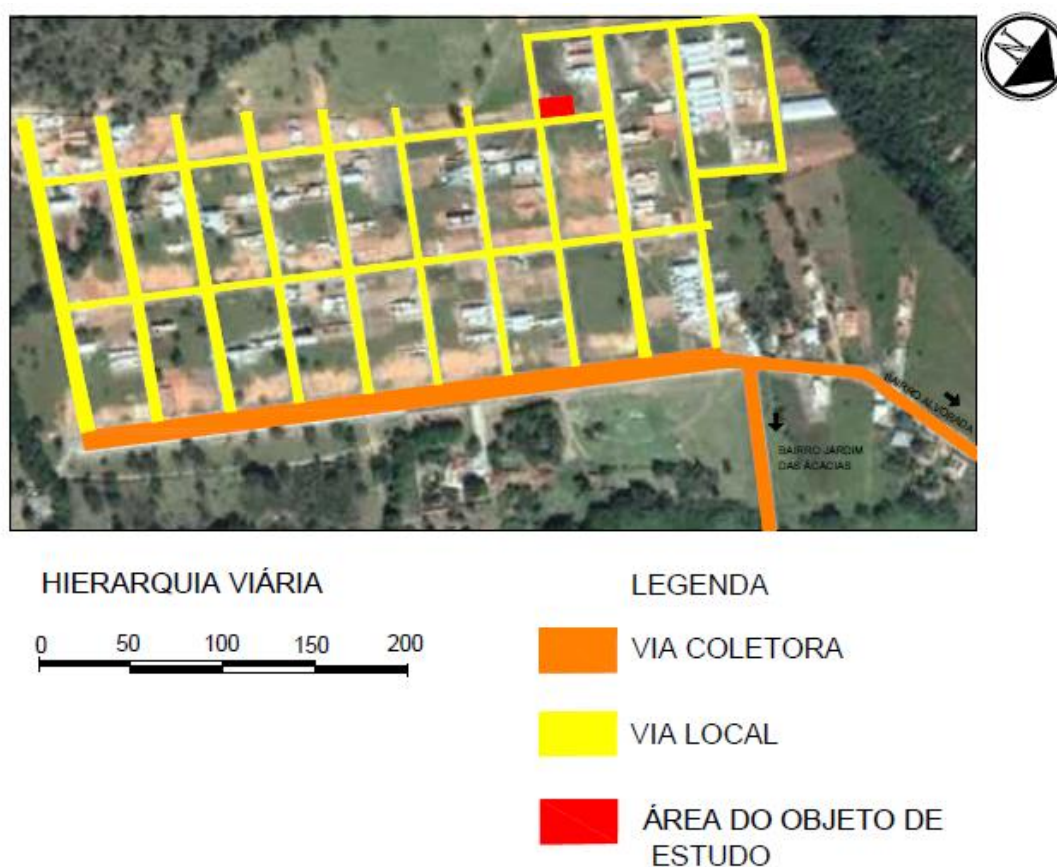 N
BAIRRO ALVORADA
BAIRRO JARDIM
DAS ACACIAS
HIERARQUIA VIÁRIA
0 50 100 150 200
LEGENDA
VIA COLETORA
VIA LOCAL
ÁREA DO OBJETO DE
ESTUDO